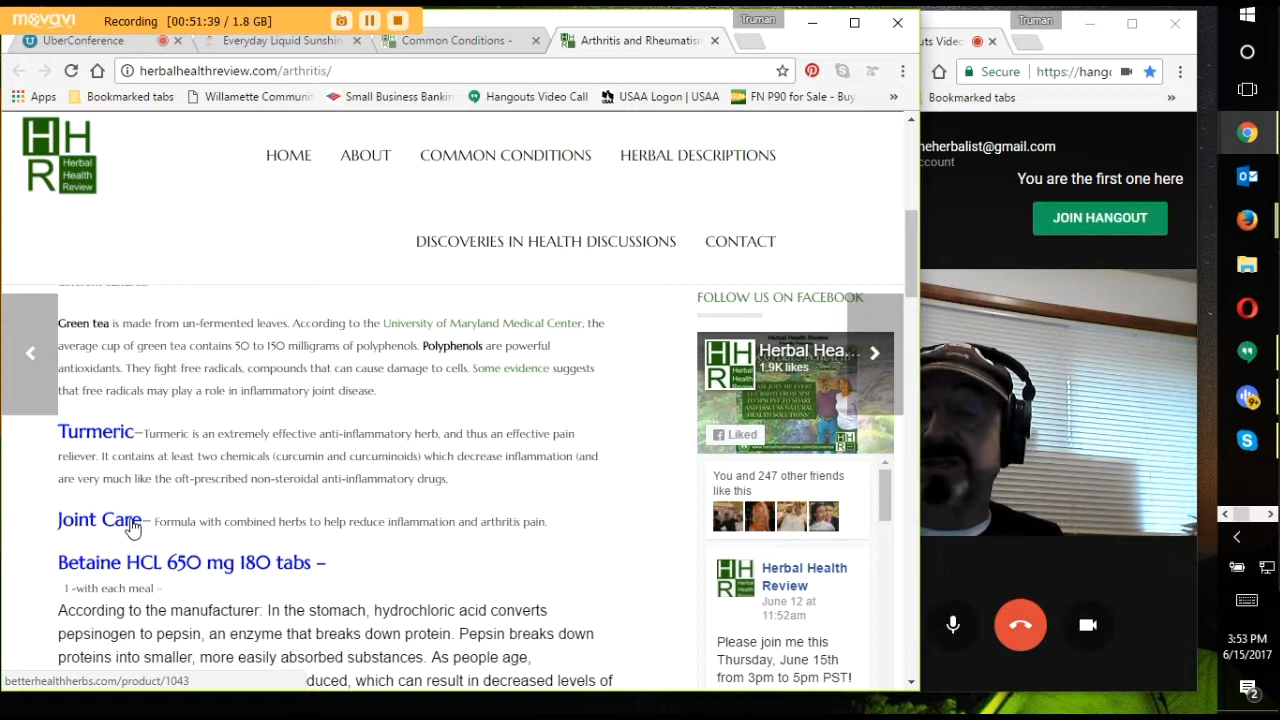 movavi
Recording [00:51:39 / 1.8 GB]
Truman
Truman
UberConference
Everyday Liquid Sunshi
Common Conditions
Arthritis and Rheumatism
uts Video
herbalhealthreview.com/arthritis/
Secure
https://hango
Apps
Bookmarked tabs
Willamette Communi
Small Business Bankin
Hangouts Video Call
USAA Logon | USAA
FN P90 for Sale - Buy
»
Bookmarked tabs
»
H H
R Herbal
Health
Review
HOME
ABOUT
COMMON CONDITIONS
HERBAL DESCRIPTIONS
DISCOVERIES IN HEALTH DISCUSSIONS
CONTACT
Green tea is made from un-fermented leaves. According to the University of Maryland Medical Center, the
average cup of green tea contains 50 to 150 milligrams of polyphenols. Polyphenols are powerful
antioxidants. They fight free radicals, compounds that can cause damage to cells. Some evidence suggests
that free radicals may play a role in inflammatory joint disease.
Turmeric–Turmeric is an extremely effective anti-inflammatory herb, and thus an effective pain
reliever. It contains at least two chemicals (curcumin and curcuminoids) which decrease inflammation (and
are very much like the oft-prescribed non-steroidal anti-inflammatory drugs,
Joint Care– Formula with combined herbs to help reduce inflammation and arthritis pain.
Betaine HCL 650 mg 180 tabs –
1 -with each meal –
According to the manufacturer: In the stomach, hydrochloric acid converts
pepsinogen to pepsin, an enzyme that breaks down protein. Pepsin breaks down
proteins into smaller, more easily absorbed substances. As people age,
duced, which can result in decreased levels of
betterhealthherbs.com/product/1043
FOLLOW US ON FACEBOOK
Herbal Hea...
1.9K likes
Liked
You and 247 other friends
like this
Herbal Health
Review
June 12 at
11:52am
Please join me this
Thursday, June 15th
from 3pm to 5pm PST!
heherbalist@gmail.com
ccount
You are the first one here
JOIN HANGOUT
9+
3:53 PM
6/15/2017
2